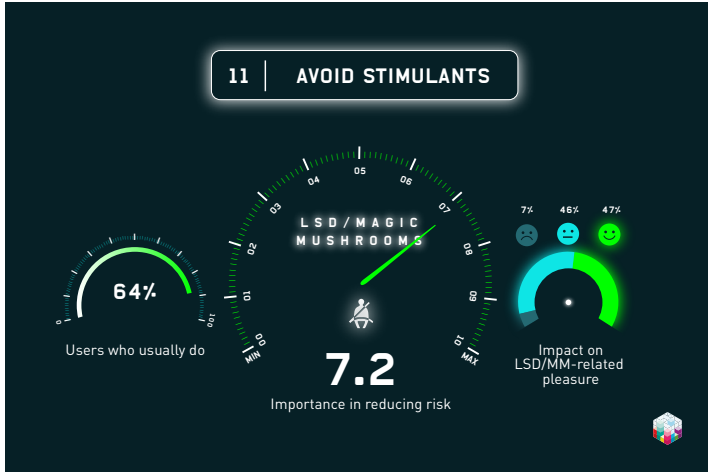 11 AVOID STIMULANTS
64%
0
100
Users who usually do
LSD/MAGIC
MUSHROOMS
00
01
02
03
04
05
06
07
08
09
10
MIN
MAX
7.2
Importance in reducing risk
7% 46% 47%
Impact on
LSD/MM-related
pleasure